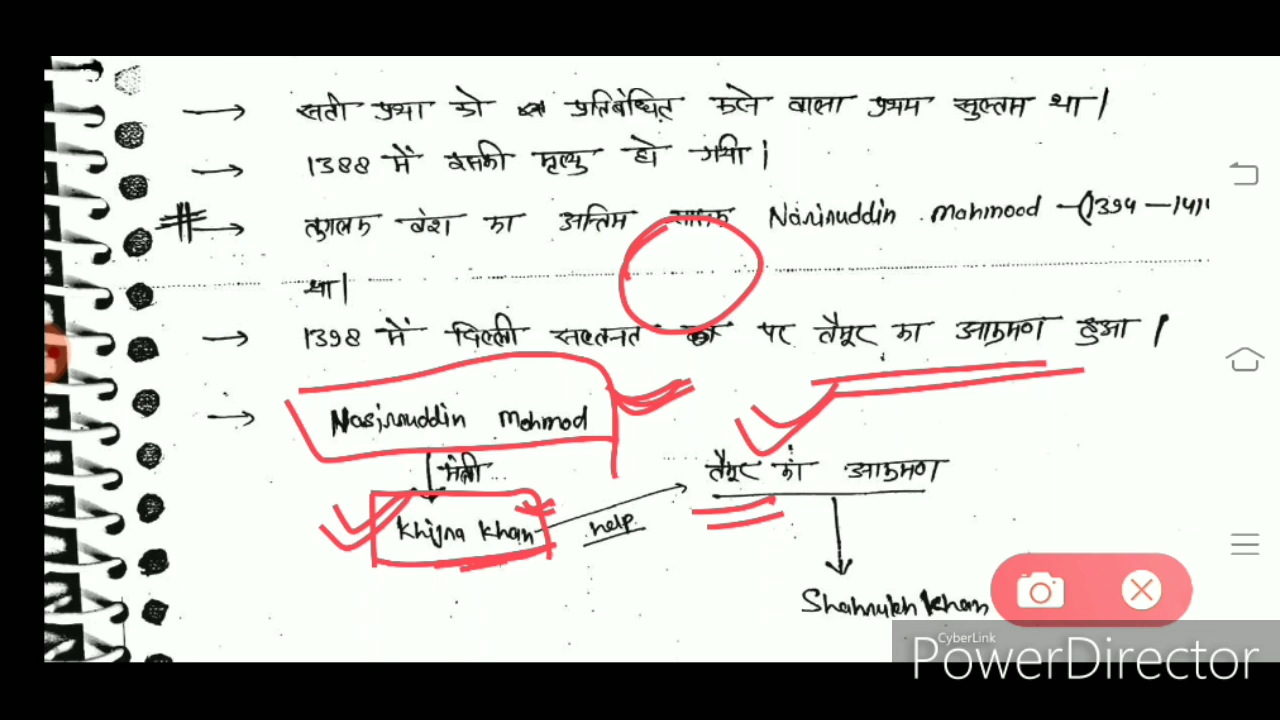 → सती प्रथा को प्रतिबंधित करने वाला प्रथम सुल्तान था।
→ 1388 में इसकी मृत्यु हो गयी।
# → तुगलक वंश का अन्तिम शासक Nasiruddin Mahmood - (1394 - 141
था।
→ 1398 में दिल्ली सल्तनत पर तैमूर का आक्रमण हुआ।
→ Nasiruddin Mahmod
↓ मंत्री
तैमूर का आक्रमण
Khijra Khan
help
Shahrukh Khan
CyberLink
PowerDirector